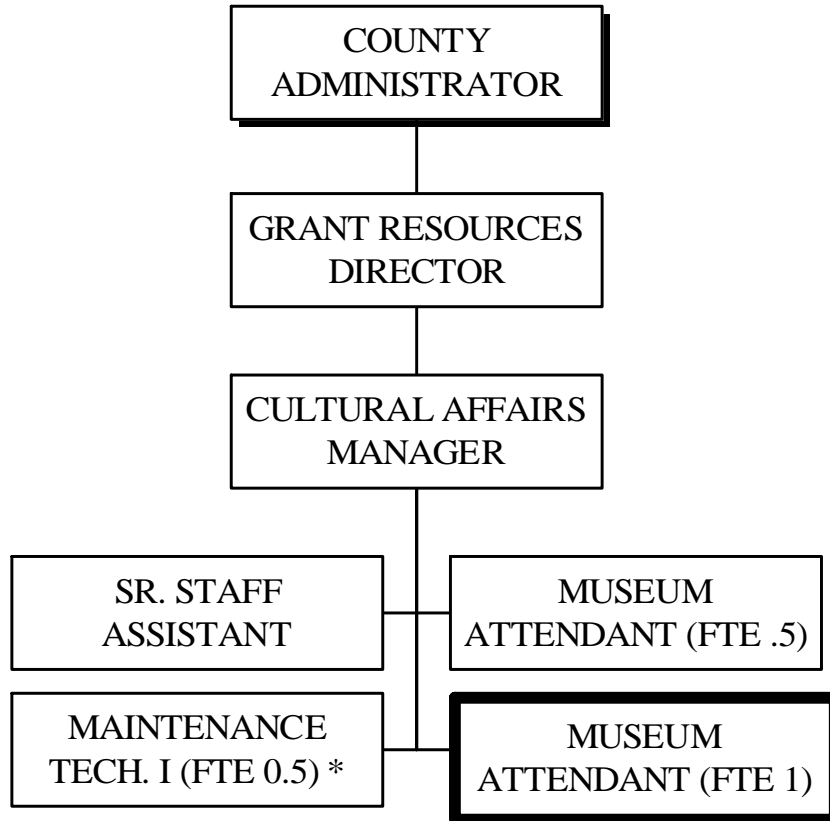 COUNTY
ADMINISTRATOR
GRANT RESOURCES
DIRECTOR
CULTURAL AFFAIRS
MANAGER
SR. STAFF
ASSISTANT
MUSEUM
ATTENDANT (FTE .5)
MAINTENANCE
TECH. I (FTE 0.5) *
MUSEUM
ATTENDANT (FTE 1)